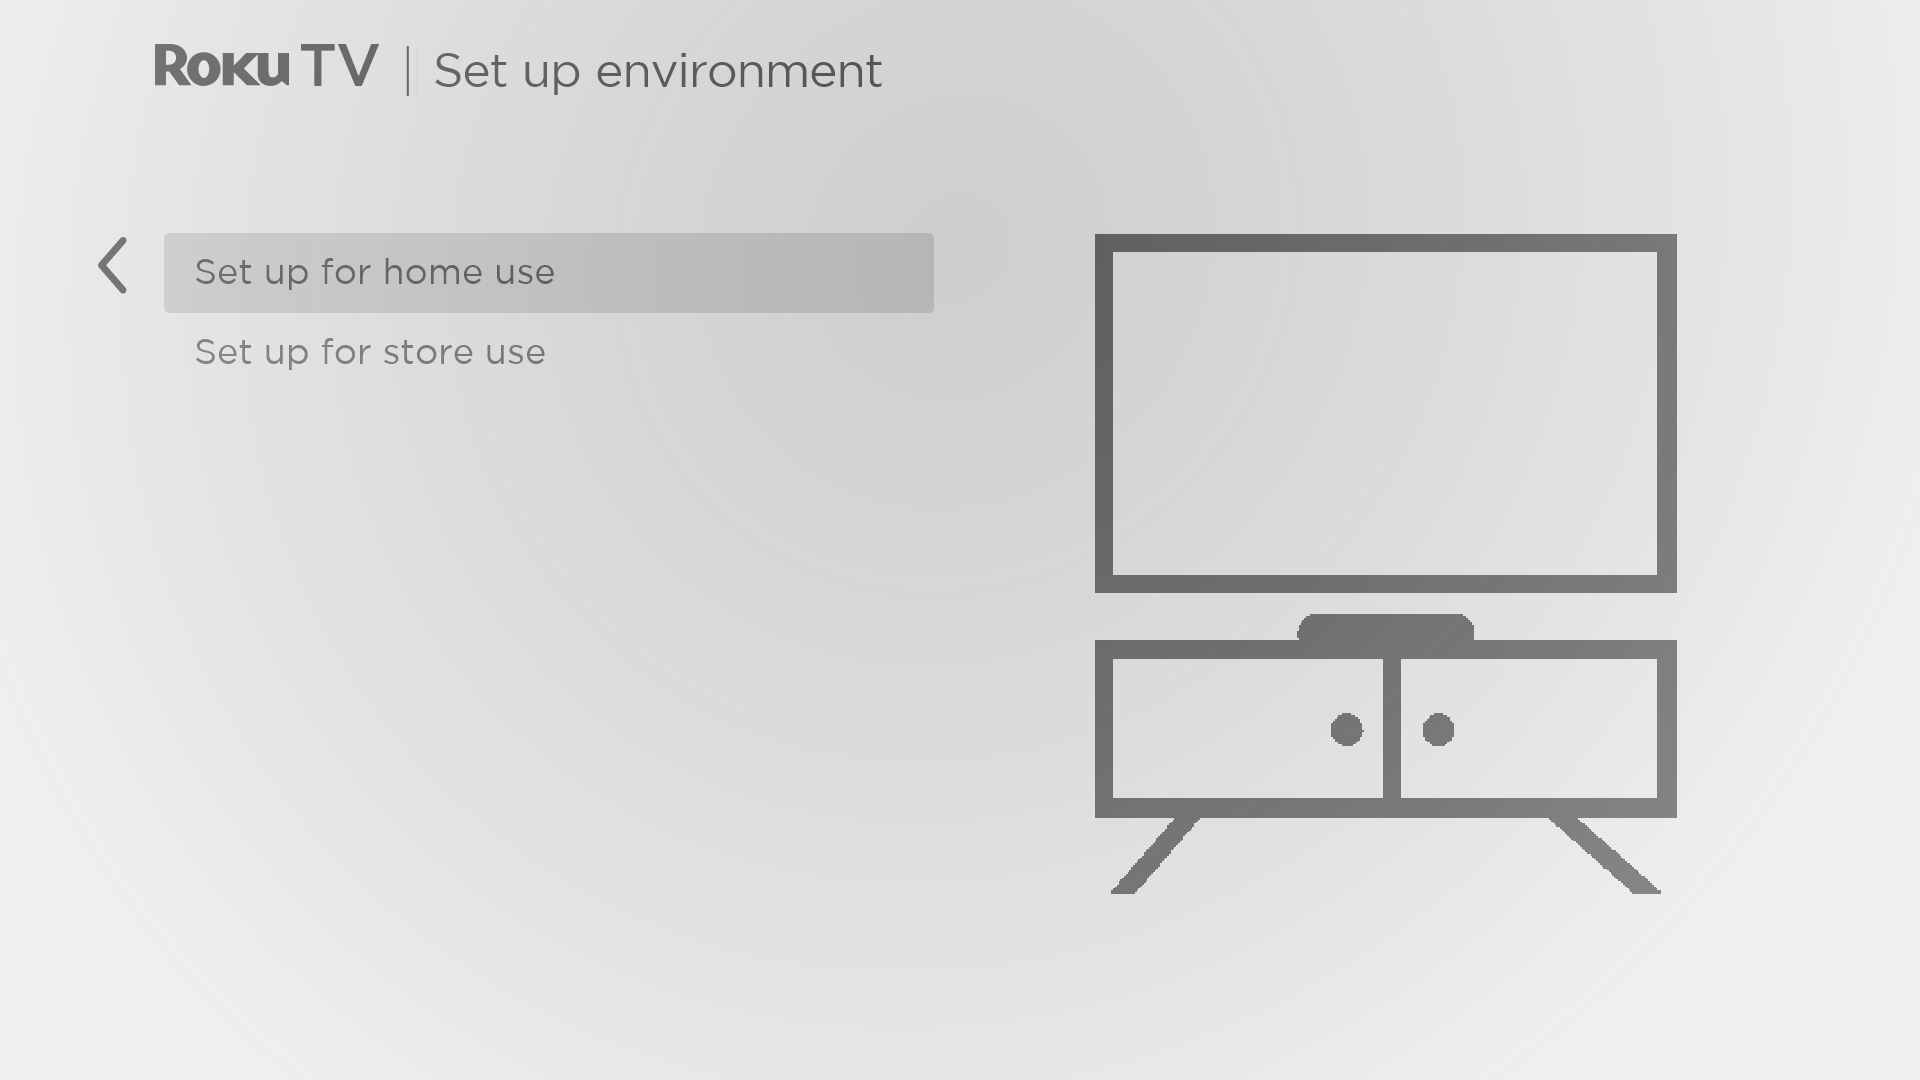 Roku TV | Set up environment
Set up for home use
Set up for store use